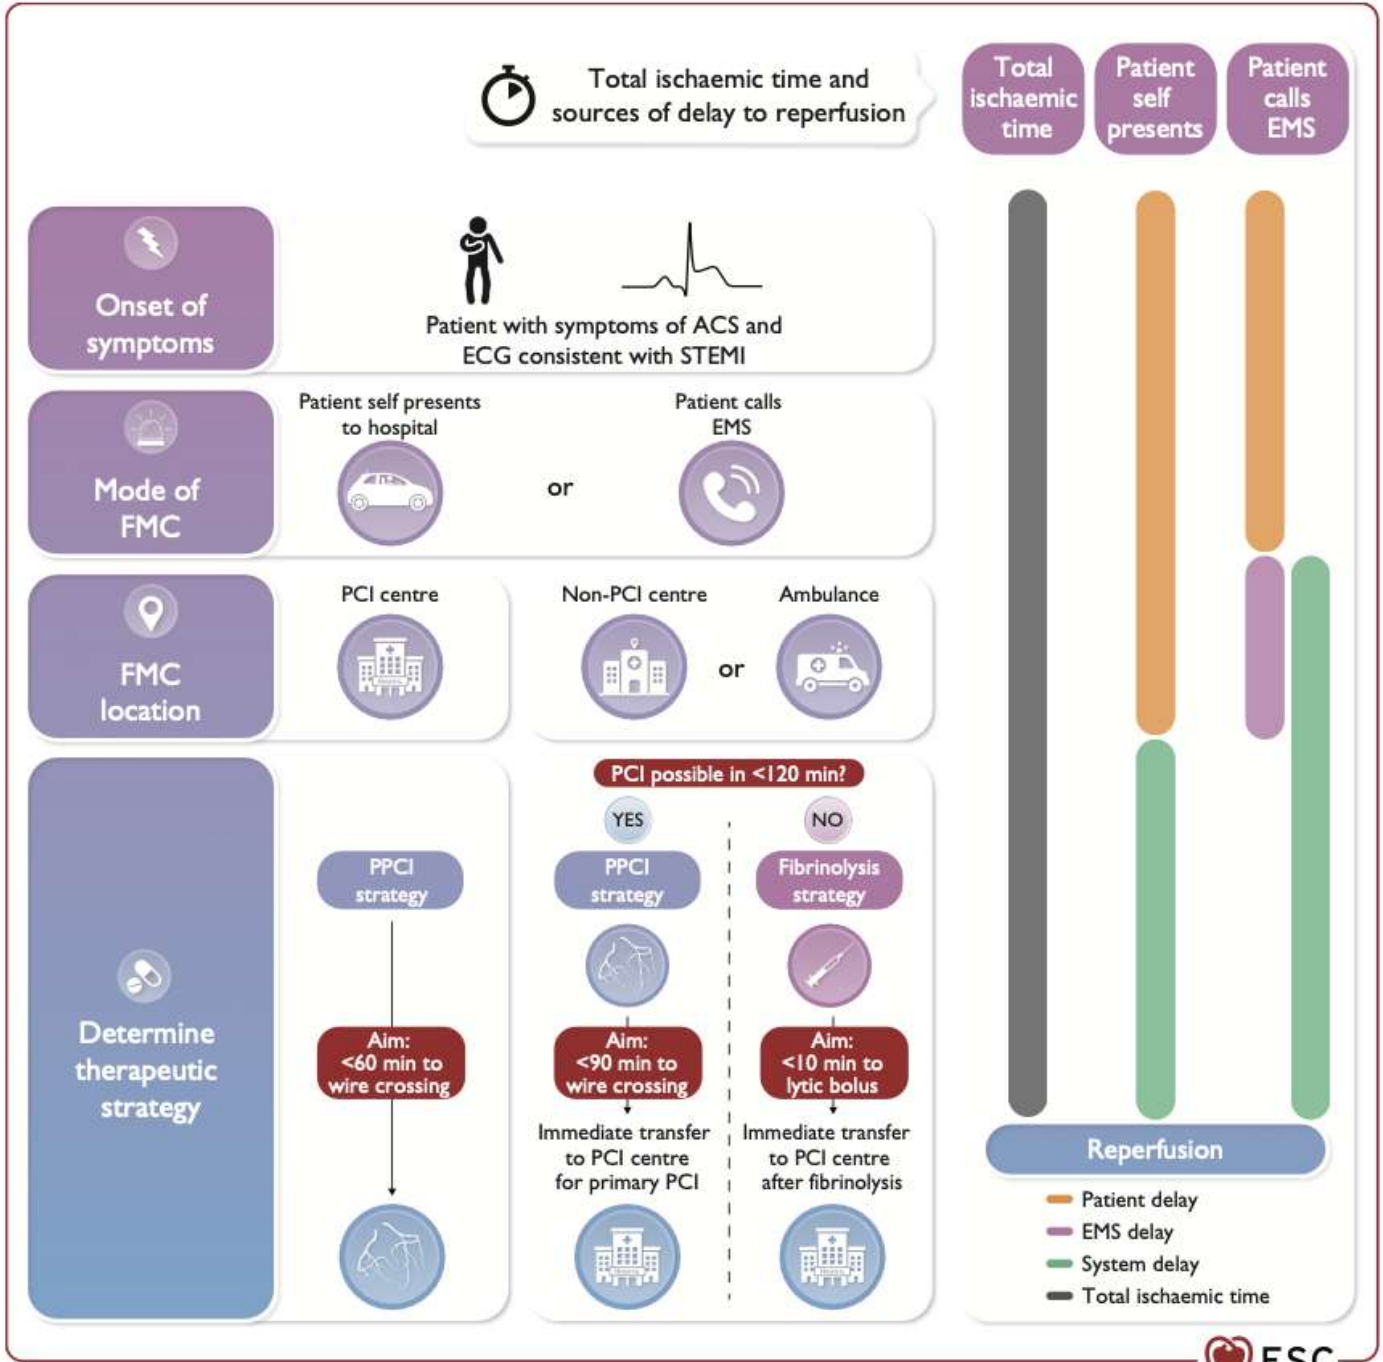 Total ischaemic time and
sources of delay to reperfusion
Total
ischaemic
time
Patient
self
presents
Patient
calls
EMS
Onset of
symptoms
Patient with symptoms of ACS and
ECG consistent with STEMI
Mode of
FMC
Patient self presents
to hospital
or
Patient calls
EMS
FMC
location
PCI centre
Non-PCI centre
or
Ambulance
Determine
therapeutic
strategy
PPCI
strategy
Aim:
<60 min to
wire crossing
PCI possible in <120 min?
YES
PPCI
strategy
Aim:
<90 min to
wire crossing
Immediate transfer
to PCI centre
for primary PCI
NO
Fibrinolysis
strategy
Aim:
<10 min to
lytic bolus
Immediate transfer
to PCI centre
after fibrinolysis
Reperfusion
Patient delay
EMS delay
System delay
Total ischaemic time
ESC